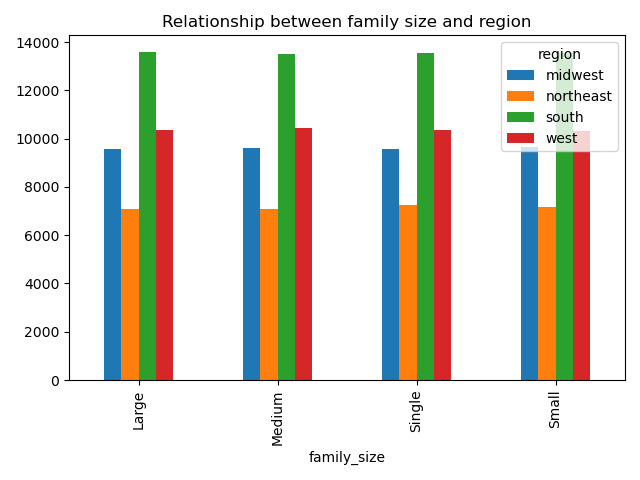 Relationship between family size and region
14000
12000
10000
8000
6000
4000
2000
0
region
midwest
northeast
south
west
Large
Medium
Single
Small
family_size